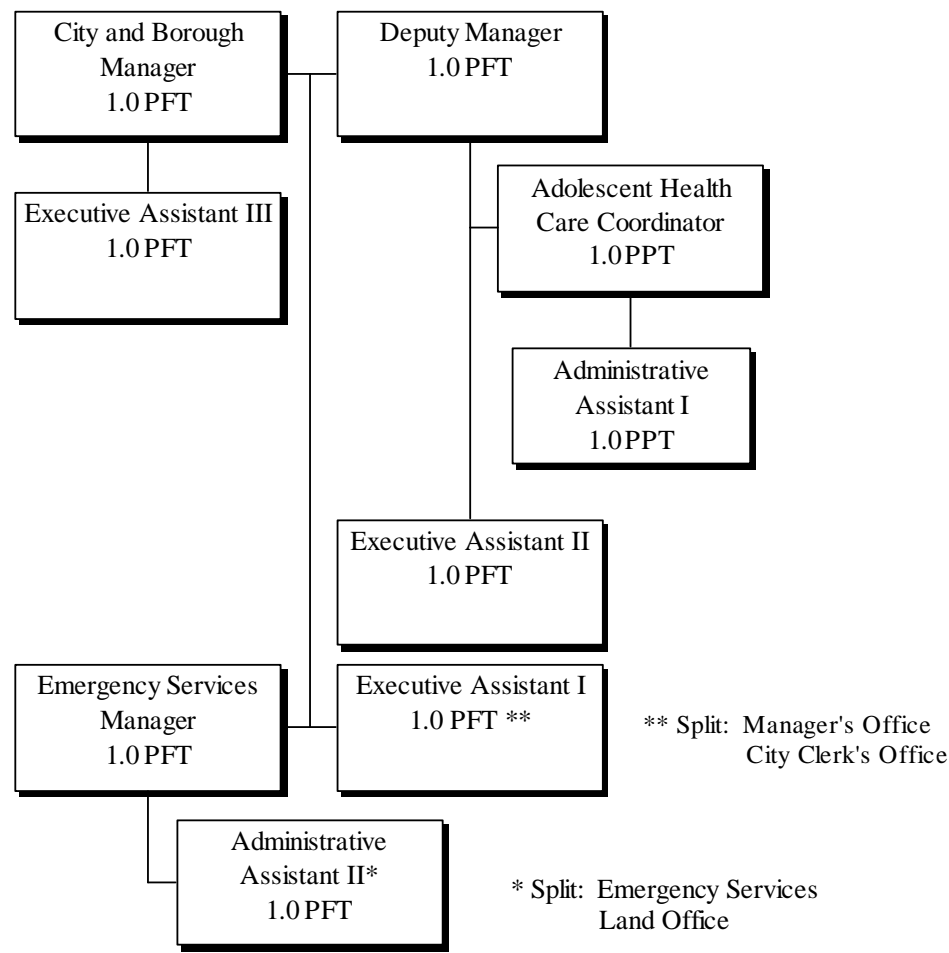 City and Borough
Manager
1.0 PFT
Deputy Manager
1.0 PFT
Executive Assistant III
1.0 PFT
Adolescent Health
Care Coordinator
1.0 PPT
Administrative
Assistant I
1.0 PPT
Executive Assistant II
1.0 PFT
Emergency Services
Manager
1.0 PFT
Executive Assistant I
1.0 PFT **
** Split: Manager's Office
City Clerk's Office
Administrative
Assistant II*
1.0 PFT
* Split: Emergency Services
Land Office